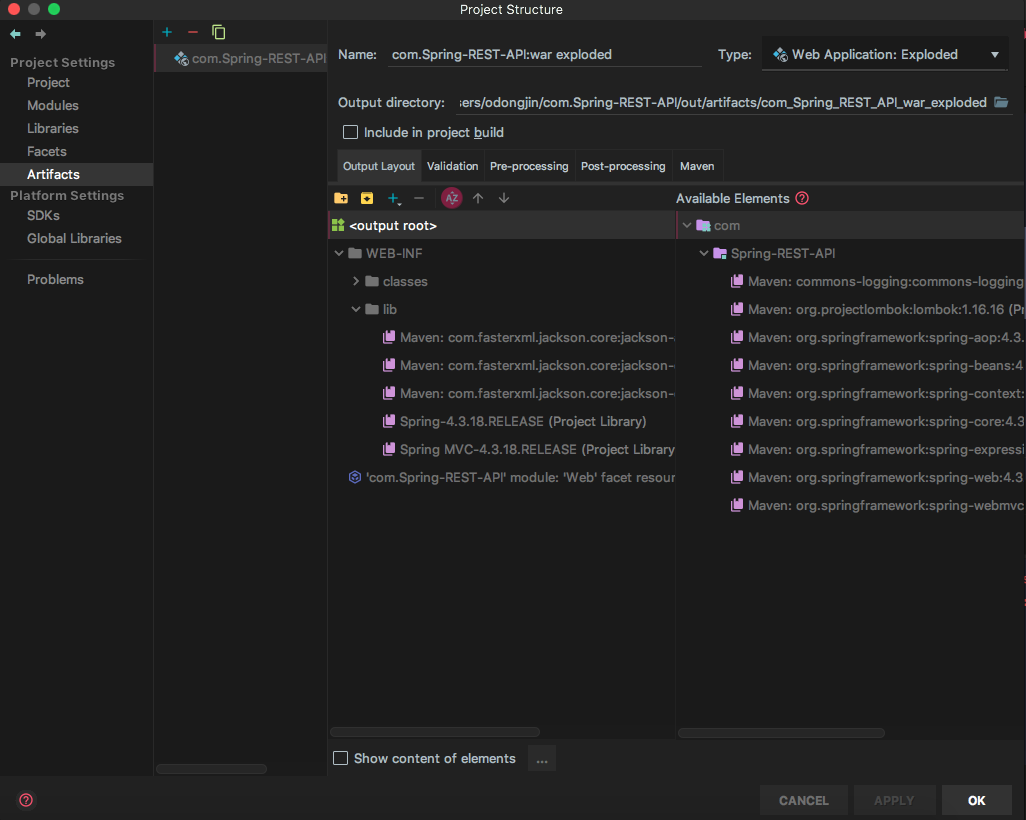 Project Structure
Project Settings
Project
Modules
Libraries
Facets
Artifacts
Platform Settings
SDKs
Global Libraries
Problems
com.Spring-REST-API
Name: com.Spring-REST-API:war exploded
Type: Web Application: Exploded
Output directory: sers/odongjin/com.Spring-REST-API/out/artifacts/com_Spring_REST_API_war_exploded
Include in project build
Output Layout Validation Pre-processing Post-processing Maven
<output root>
WEB-INF
classes
lib
Maven: com.fasterxml.jackson.core:jackson-
Maven: com.fasterxml.jackson.core:jackson-
Maven: com.fasterxml.jackson.core:jackson-
Spring-4.3.18.RELEASE (Project Library)
Spring MVC-4.3.18.RELEASE (Project Library
'com.Spring-REST-API' module: 'Web' facet resour
Available Elements ?
com
Spring-REST-API
Maven: commons-logging:commons-logging
Maven: org.projectlombok:lombok:1.16.16 (Pr
Maven: org.springframework:spring-aop:4.3.
Maven: org.springframework:spring-beans:4
Maven: org.springframework:spring-context:
Maven: org.springframework:spring-core:4.3
Maven: org.springframework:spring-expressi
Maven: org.springframework:spring-web:4.3
Maven: org.springframework:spring-webmvc
Show content of elements ...
? CANCEL APPLY OK